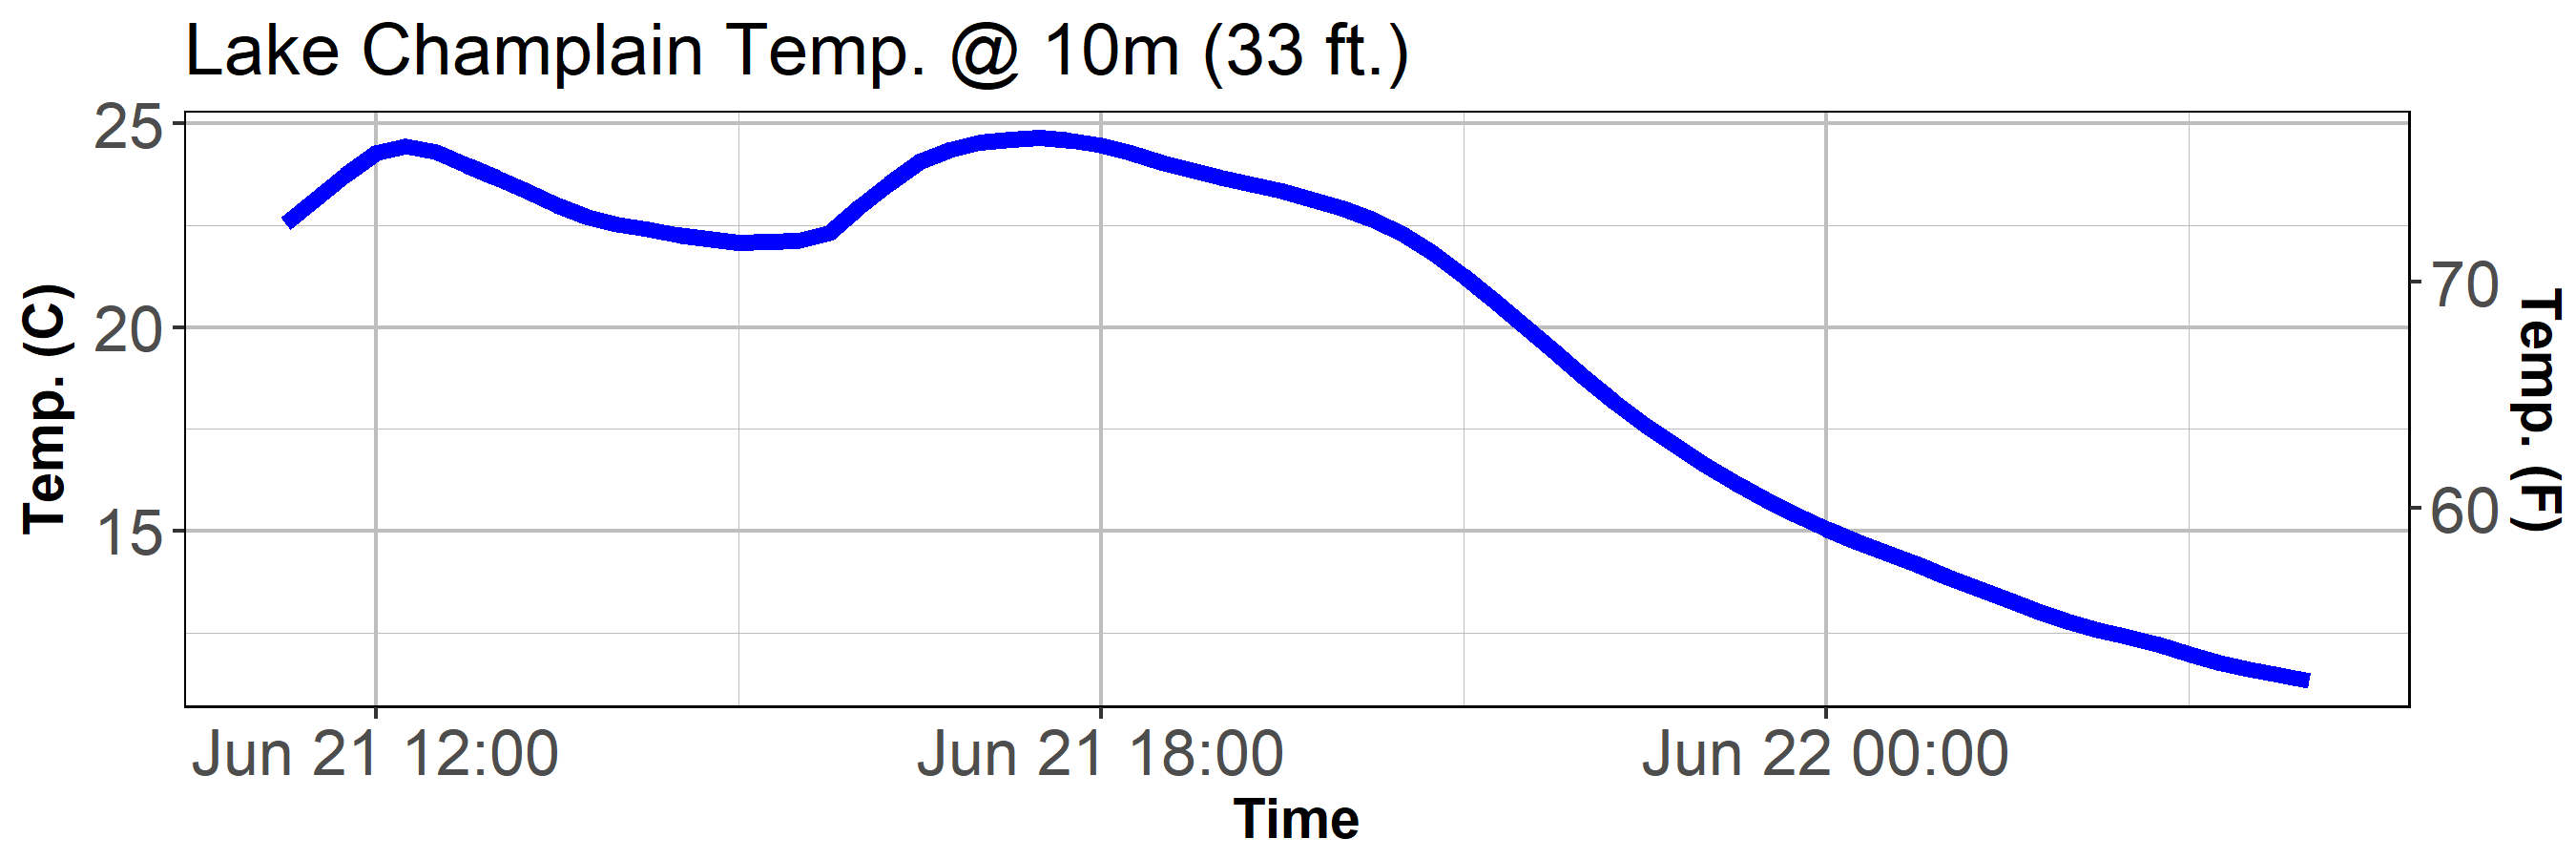 Lake Champlain Temp. @ 10m (33 ft.)
25
20
15
Temp. (C)
70
60
Temp. (F)
Jun 21 12:00
Jun 21 18:00
Jun 22 00:00
Time